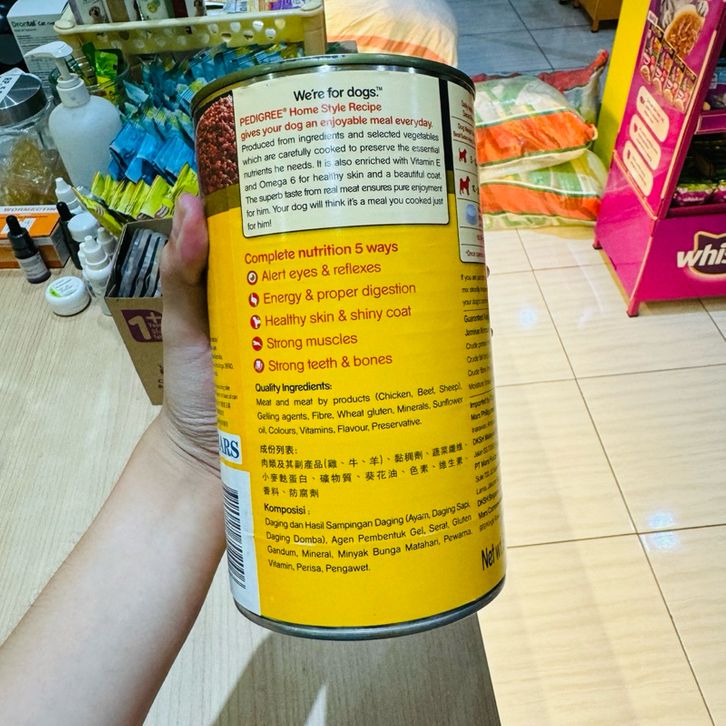 We're for dogs.™
PEDIGREE® Home Style Recipe
gives your dog an enjoyable meal everyday.
Produced from ingredients and selected vegetables
which are carefully cooked to preserve the essential
nutrients he needs. It is also enriched with Vitamin E
and Omega 6 for healthy skin and a beautiful coat.
The superb taste from real meat ensures pure enjoyment
for him. Your dog will think it's a meal you cooked just
for him!
Complete nutrition 5 ways
Alert eyes & reflexes
Energy & proper digestion
Healthy skin & shiny coat
Strong muscles
Strong teeth & bones
Quality Ingredients:
Meat and meat by products (Chicken, Beef, Sheep),
Gelling agents, Fibre, Wheat gluten, Minerals, Sunflower
oil, Colours, Vitamins, Flavour, Preservative.
成份列表:
肉類及其副產品(雞、牛、羊)、黏稠劑、蔬菜纖維、
小麥麩蛋白、礦物質、葵花油、色素、維生素、
香料、防腐劑
Komposisi :
Daging dan Hasil Sampingan Daging (Ayam, Daging Sapi,
Daging Domba), Agen Pembentuk Gel, Serat, Gluten
Gandum, Mineral, Minyak Bunga Matahari, Pewarna,
Vitamin, Perisa, Pengawet.
ARS
Net
Drontal
whis